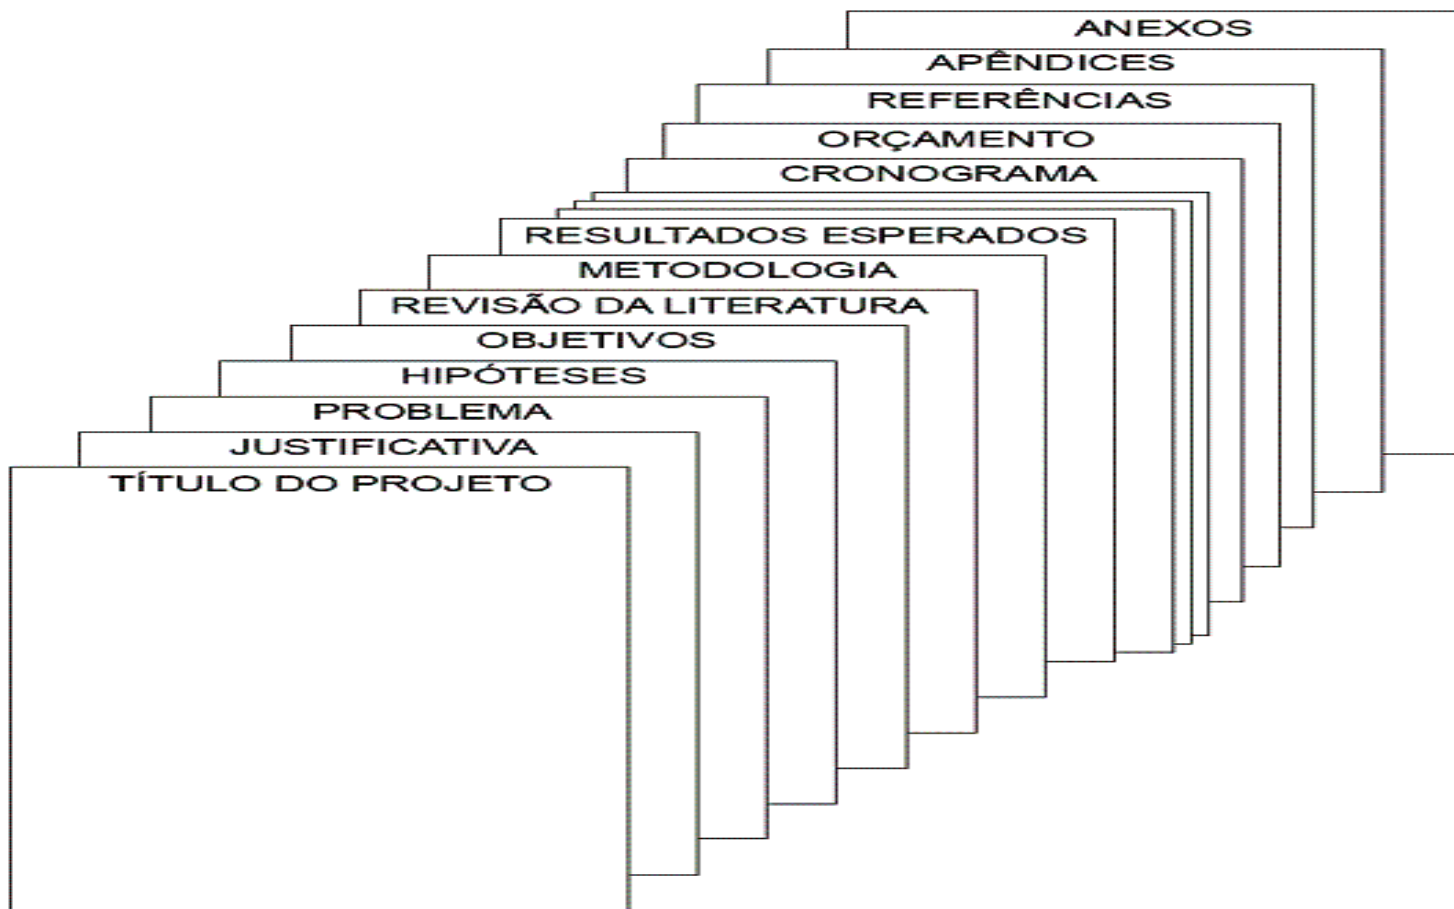 ANEXOS
APÊNDICES
REFERÊNCIAS
ORÇAMENTO
CRONOGRAMA
RESULTADOS ESPERADOS
METODOLOGIA
REVISÃO DA LITERATURA
OBJETIVOS
HIPÓTESES
PROBLEMA
JUSTIFICATIVA
TÍTULO DO PROJETO